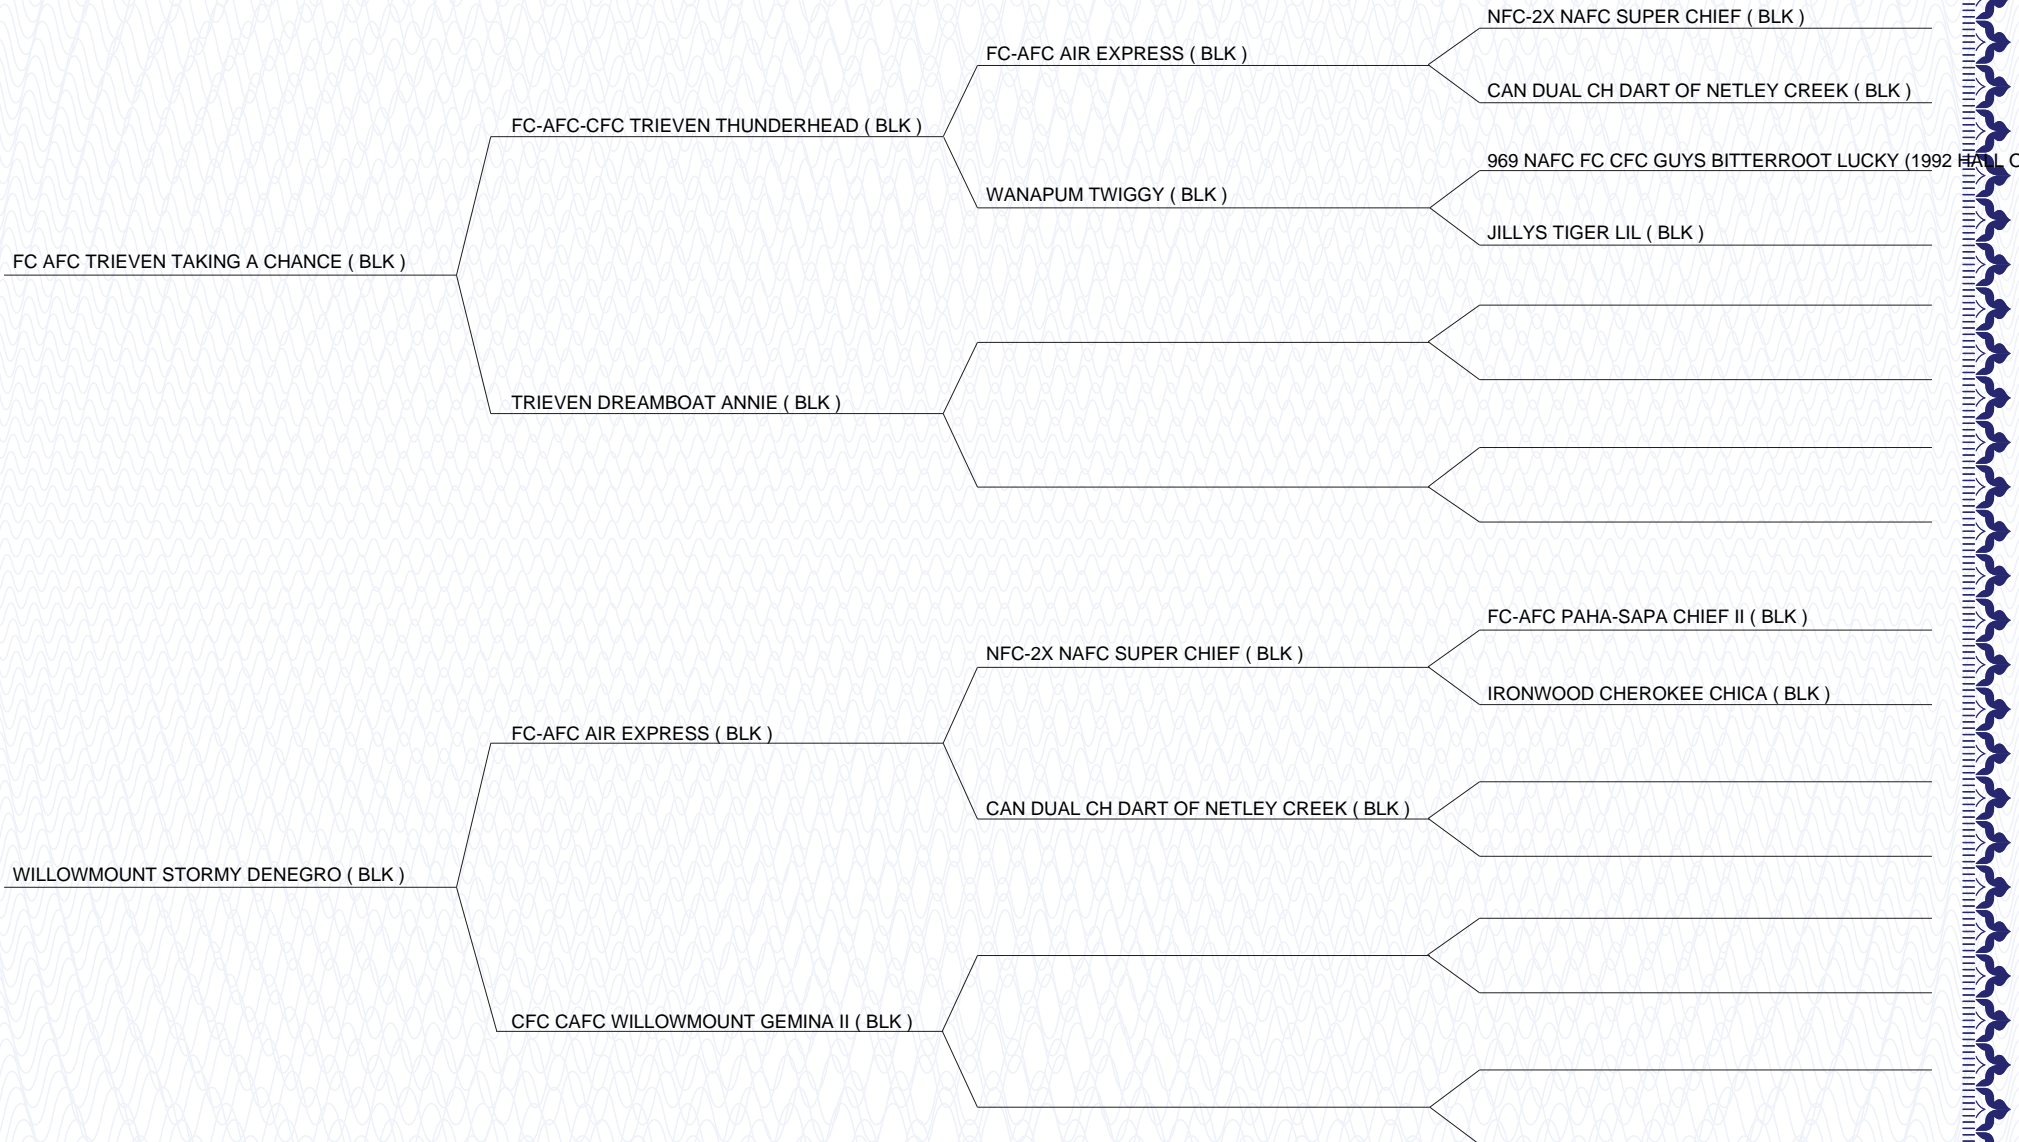 NFC-2X NAFC SUPER CHIEF ( BLK )
FC-AFC AIR EXPRESS ( BLK )
CAN DUAL CH DART OF NETLEY CREEK ( BLK )
FC-AFC-CFC TRIEVEN THUNDERHEAD ( BLK )
969 NAFC FC CFC GUYS BITTERROOT LUCKY (1992 HALL O
WANAPUM TWIGGY ( BLK )
JILLYS TIGER LIL ( BLK )
FC AFC TRIEVEN TAKING A CHANCE ( BLK )
TRIEVEN DREAMBOAT ANNIE ( BLK )
FC-AFC PAHA-SAPA CHIEF II ( BLK )
NFC-2X NAFC SUPER CHIEF ( BLK )
IRONWOOD CHEROKEE CHICA ( BLK )
FC-AFC AIR EXPRESS ( BLK )
CAN DUAL CH DART OF NETLEY CREEK ( BLK )
WILLOWMOUNT STORMY DENEGRO ( BLK )
CFC CAFC WILLOWMOUNT GEMINA II ( BLK )